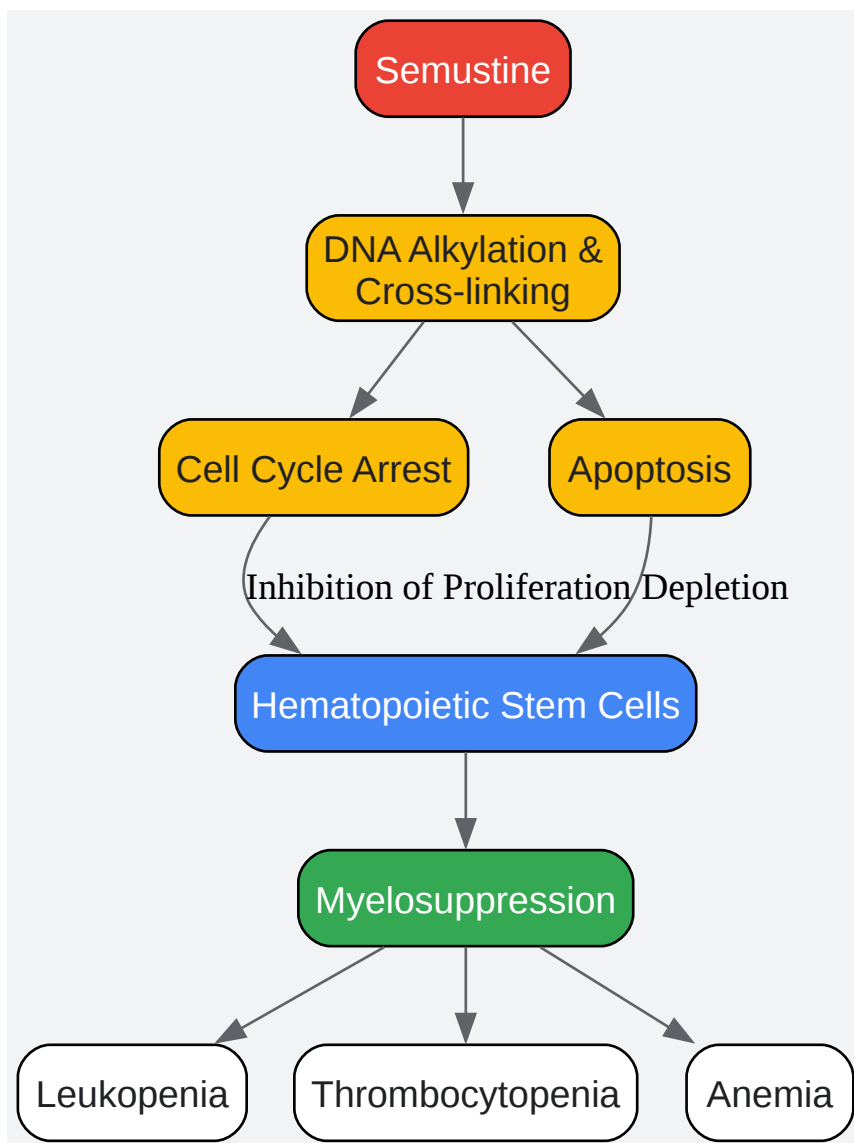 Semustine
DNA Alkylation &
Cross-linking
Cell Cycle Arrest
Apoptosis
Inhibition of Proliferation
Depletion
Hematopoietic Stem Cells
Myelosuppression
Leukopenia
Thrombocytopenia
Anemia